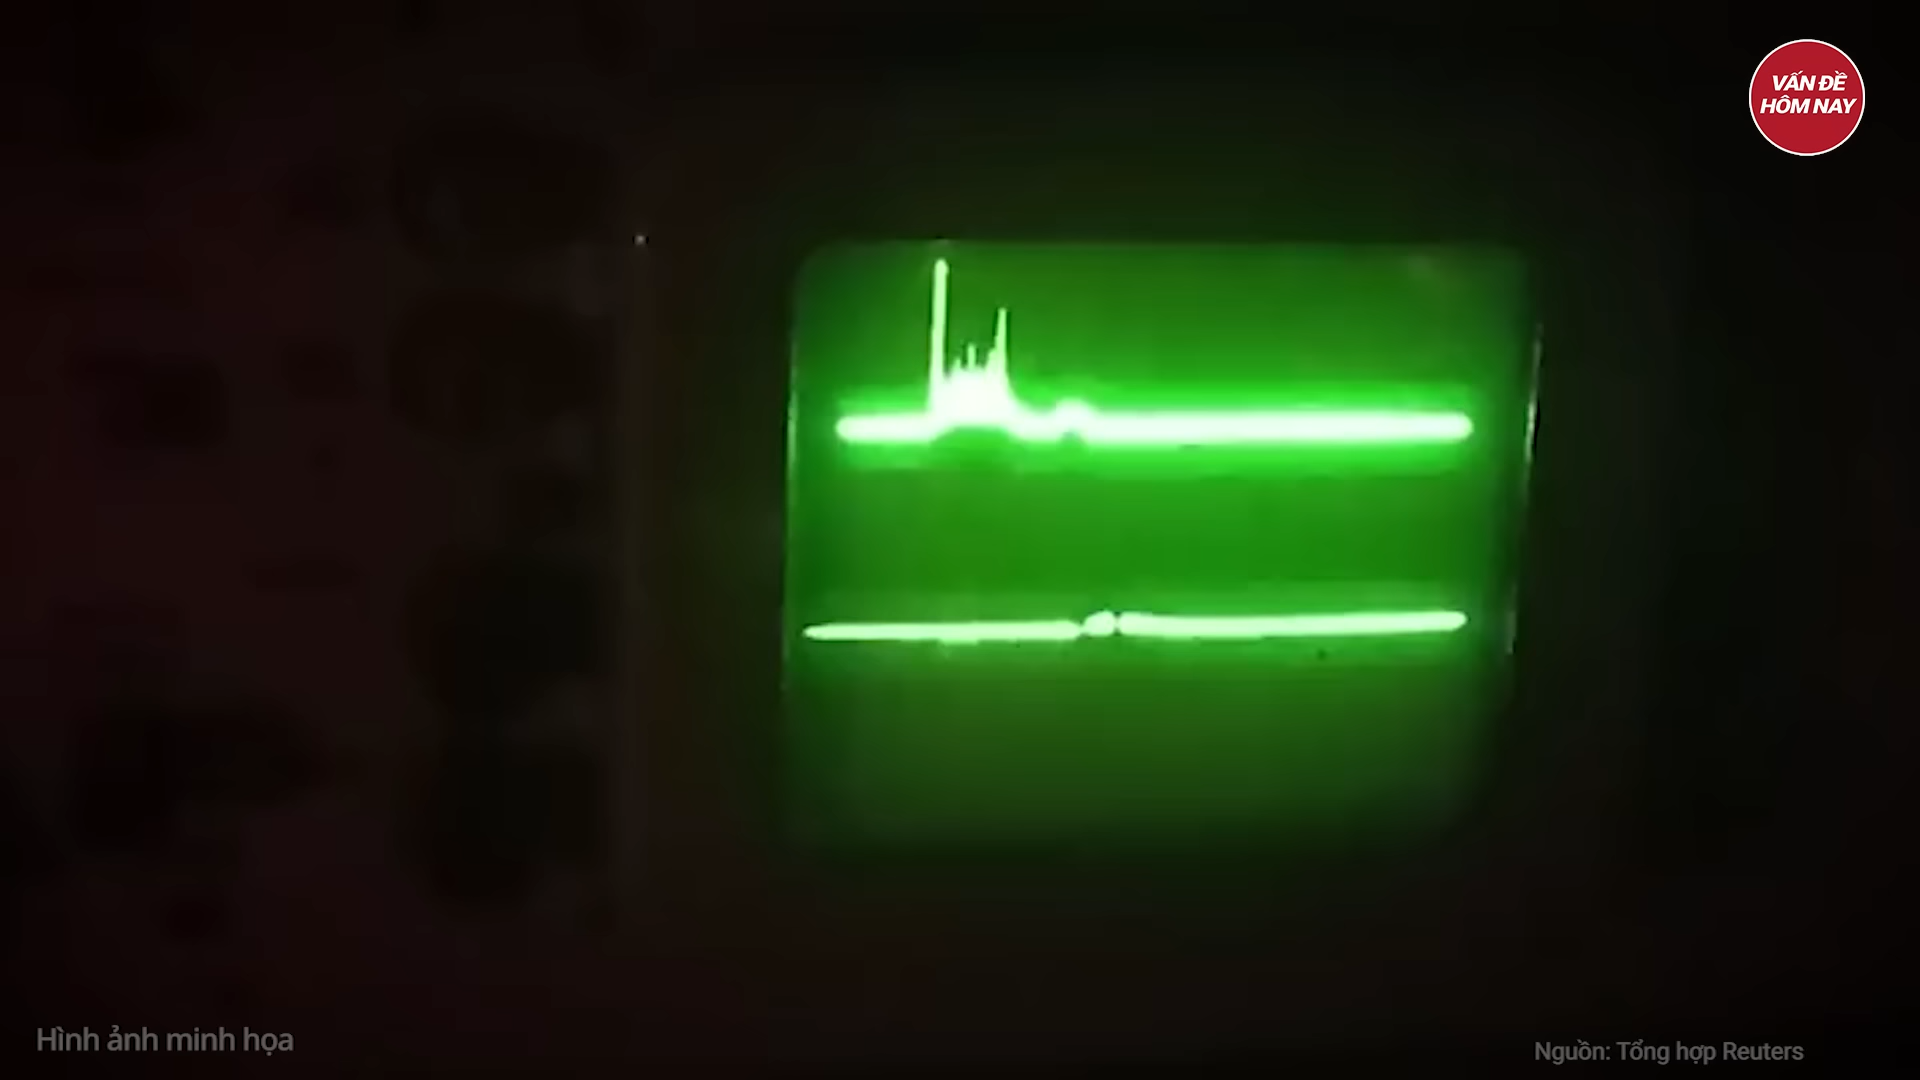 VẤN ĐỀ
HÔM NAY
Hình ảnh minh họa
Nguồn: Tổng hợp Reuters